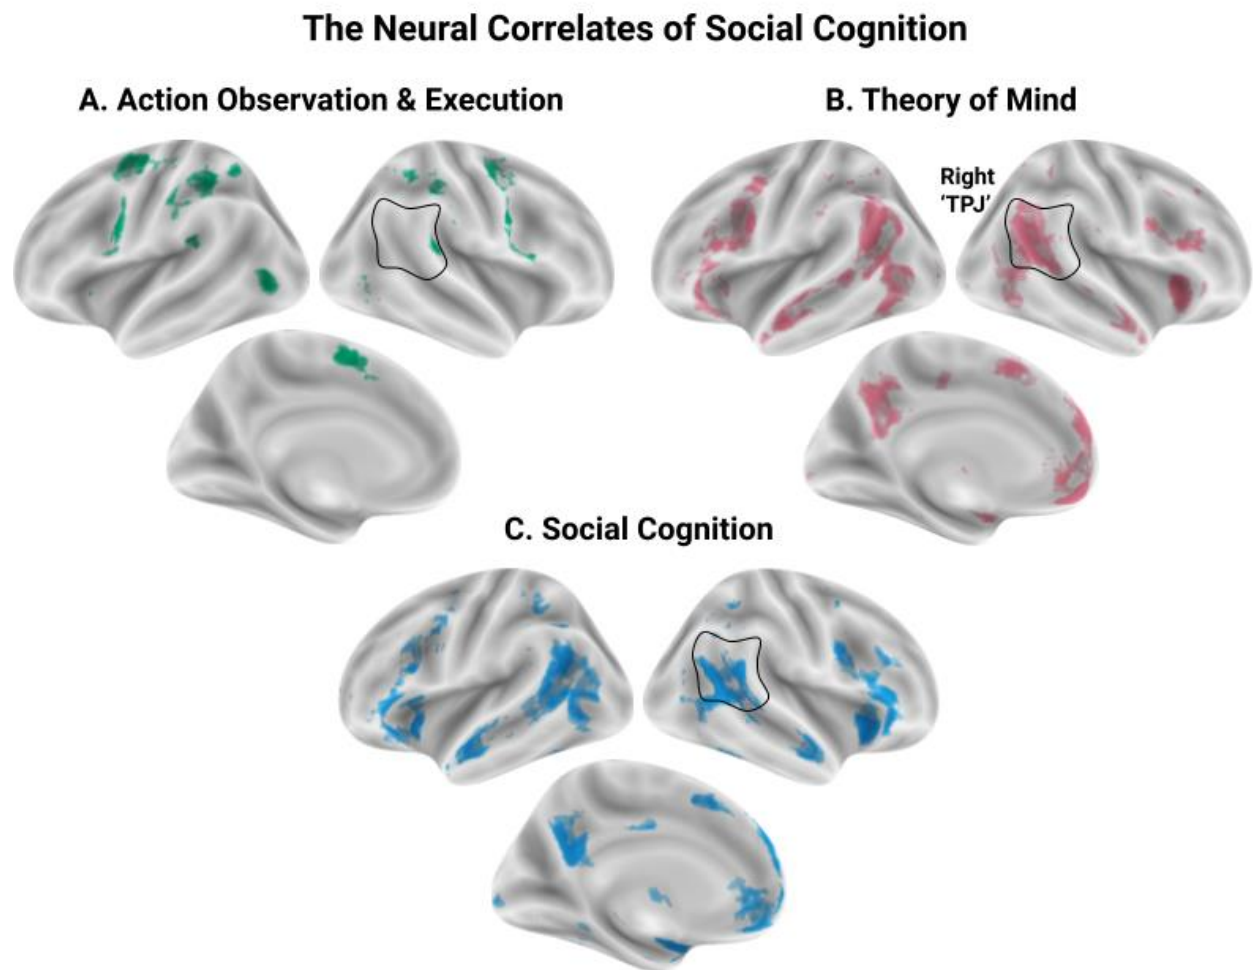 The Neural Correlates of Social Cognition
A. Action Observation & Execution
B. Theory of Mind
Right
‘TPJ’
C. Social Cognition